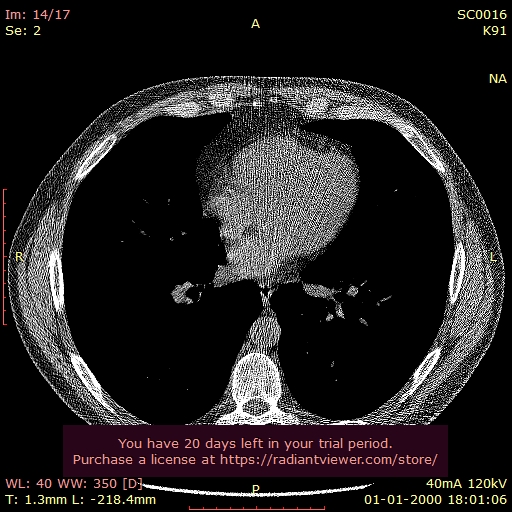 Im: 14/17
Se: 2
A
SC0016
K91
NA
R
L
You have 20 days left in your trial period.
Purchase a license at https://radiantviewer.com/store/
WL: 40 WW: 350 [D]
T: 1.3mm L: -218.4mm
P
40mA 120kV
01-01-2000 18:01:06